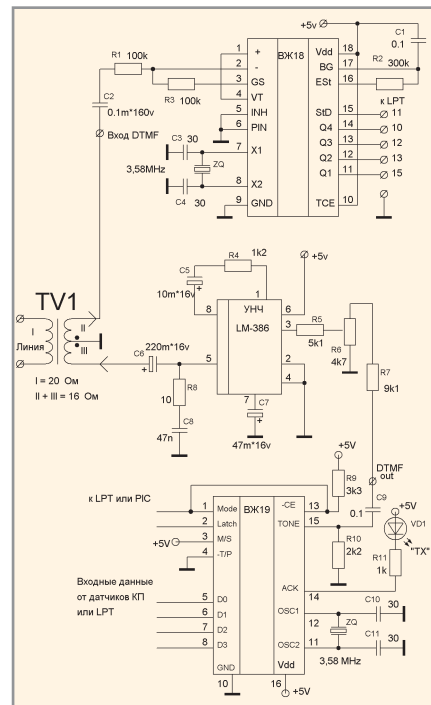 +5v
C1
0.1
R1
100k
R2
300k
R3
100k
C2
0.1m*160v
Вход DTMF
1
2
3
4
5
6
7
8
9
+
-
GS
VT
INH
PIN
X1
X2
GND
ВЖ18
Vdd
BG
ESt
StD
Q4
Q3
Q2
Q1
TCE
18
17
16
15
14
13
12
11
10
к LPT
11
10
12
13
15
C3
30
ZQ
3,58MHz
C4
30
R4
1k2
C5
10m*16v
+
+5v
TV1
I
Линия
II
III
I = 20 Ом
II + III = 16 Ом
УНЧ
LM-386
1
8
6
3
5
2
4
7
R5
5k1
R6
4k7
R7
9k1
220m*16v
C6
+
R8
10
C8
47n
C7
+
47m*16v
DTMF
out
C9
0.1
+5V
R9
3k3
+5V
VD1
"TX"
R11
1k
R10
2k2
к LPT или PIC
+5V
Входные данные
от датчиков КП
или LPT
1
2
3
4
5
6
7
8
Mode
Latch
M/S
-T/P
D0
D1
D2
D3
GND
10
ВЖ19
-CE
TONE
ACK
OSC1
OSC2
Vdd
13
15
14
12
11
16
C10
30
ZQ
C11
30
3,58 MHz
+5V